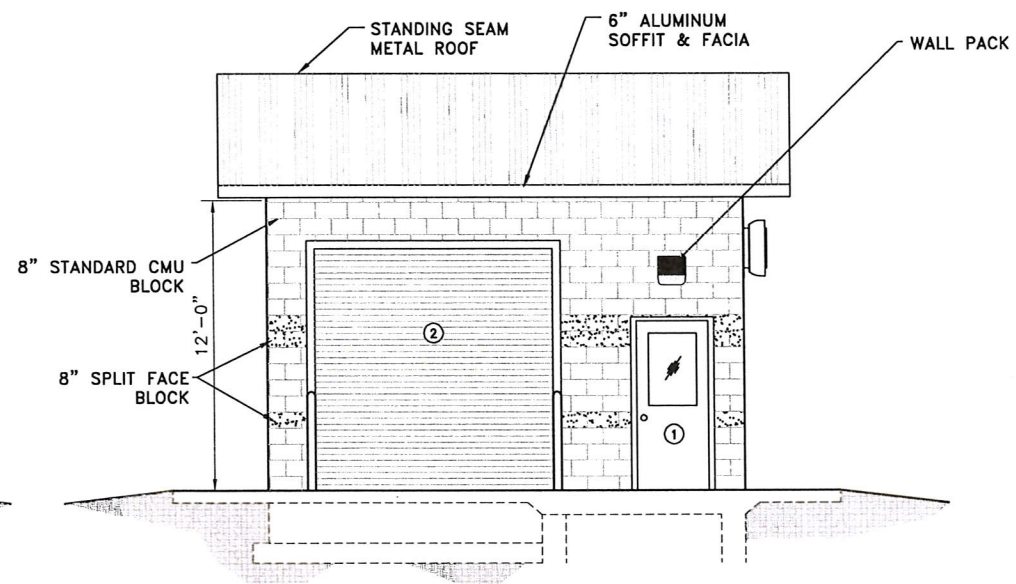 STANDING SEAM
METAL ROOF
6" ALUMINUM
SOFFIT & FACIA
WALL PACK
8" STANDARD CMU
BLOCK
12'-0"
8" SPLIT FACE
BLOCK
2
1